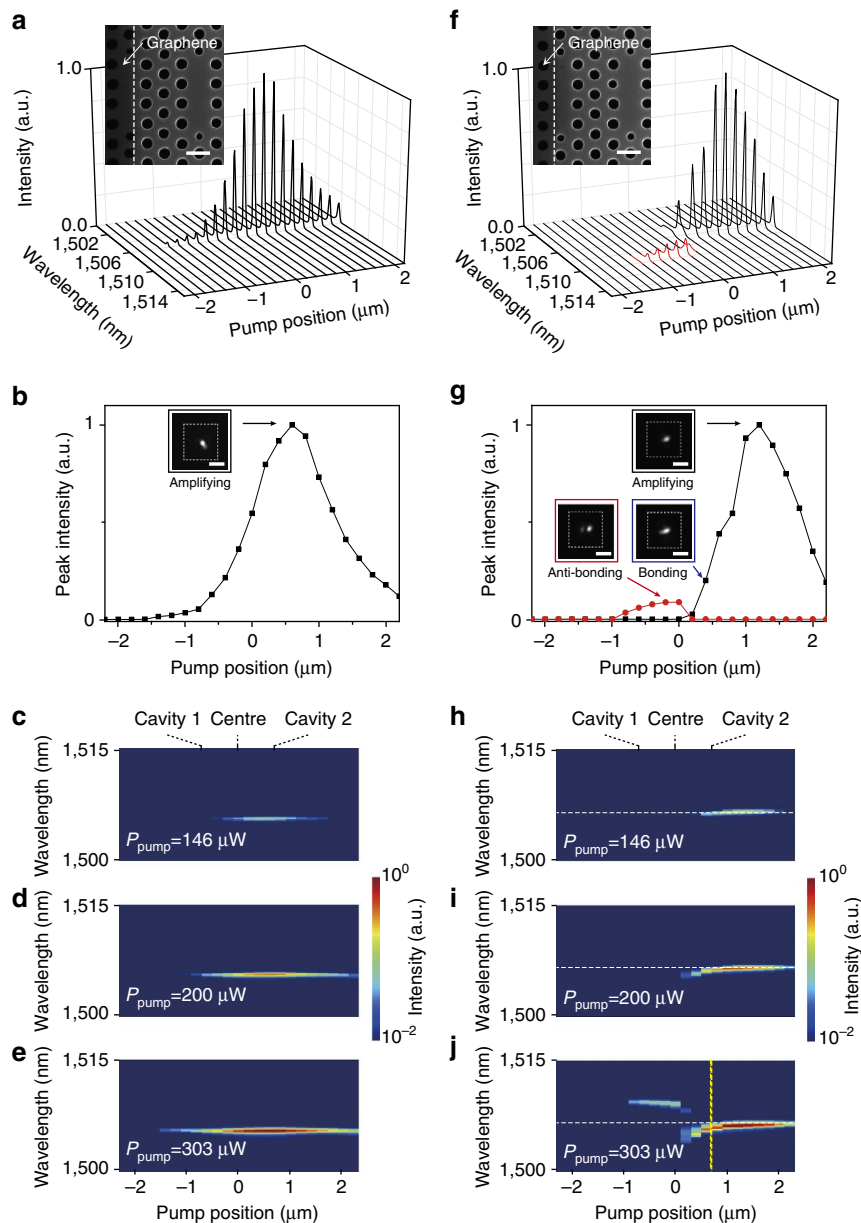 a
Graphene
1.0
Intensity (a.u.)
0.0
1,502
1,506
1,510
1,514
Wavelength (nm)
−2
−1
0
1
2
Pump position (μm)
f
Graphene
1.0
Intensity (a.u.)
0.0
1,502
1,506
1,510
1,514
Wavelength (nm)
−2
−1
0
1
2
Pump position (μm)
b
1
Peak intensity (a.u.)
0
Amplifying
−2 −1 0 1 2
Pump position (μm)
g
1
Peak intensity (a.u.)
0
Amplifying
Anti-bonding
Bonding
−2 −1 0 1 2
Pump position (μm)
c
Cavity 1 Centre Cavity 2
1,515
Wavelength (nm)
1,500
Ppump=146 μW
d
1,515
Wavelength (nm)
1,500
Ppump=200 μW
10⁰
Intensity (a.u.)
10⁻²
e
1,515
Wavelength (nm)
1,500
Ppump=303 μW
−2 −1 0 1 2
Pump position (μm)
h
Cavity 1 Centre Cavity 2
1,515
Wavelength (nm)
1,500
Ppump=146 μW
i
1,515
Wavelength (nm)
1,500
Ppump=200 μW
10⁰
Intensity (a.u.)
10⁻²
j
1,515
Wavelength (nm)
1,500
Ppump=303 μW
−2 −1 0 1 2
Pump position (μm)